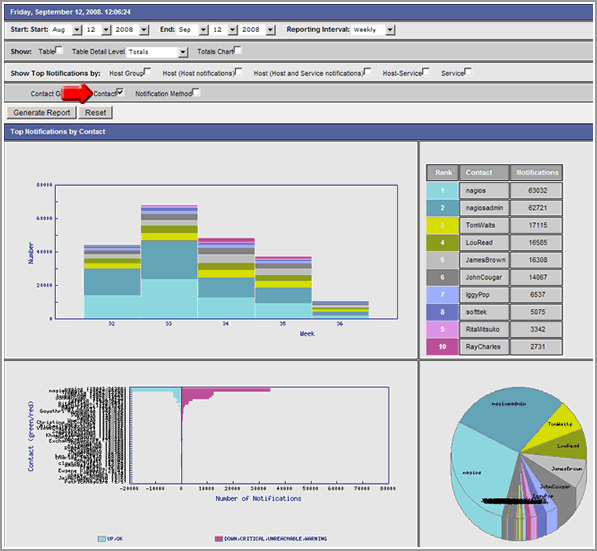 Friday, September 12, 2008. 12:06:24
Start: Start: Aug 12 2008 End: Sep 12 2008 Reporting Interval: Weekly
Show: Table Table Detail Level Totals Totals Chart
Show Top Notifications by: Host Group Host (Host notifications) Host (Host and Service notifications) Host-Service Service
Contact G Contact Notification Method
Generate Report Reset
Top Notifications by Contact
Rank Contact Notifications
1 nagios 63032
2 nagiosadmin 62721
3 TomWaits 17115
4 LouRead 16585
5 JamesBrown 16308
6 JohnCougar 14067
7 IggyPop 6537
8 softtek 5075
9 RitaMitsuko 3342
10 RayCharles 2731
80000
60000
40000
20000
0
Number
32 33 34 35 36
Week
Contact (green/red)
-20000 -10000 0 10000 20000 30000 40000 50000 60000 70000 80000
Number of Notifications
UP,OK DOWN,CRITICAL,UNREACHABLE,WARNING
nagiosadmin
TomWaits
LouRead
JamesBrown
JohnCougar
IggyPop
nagios